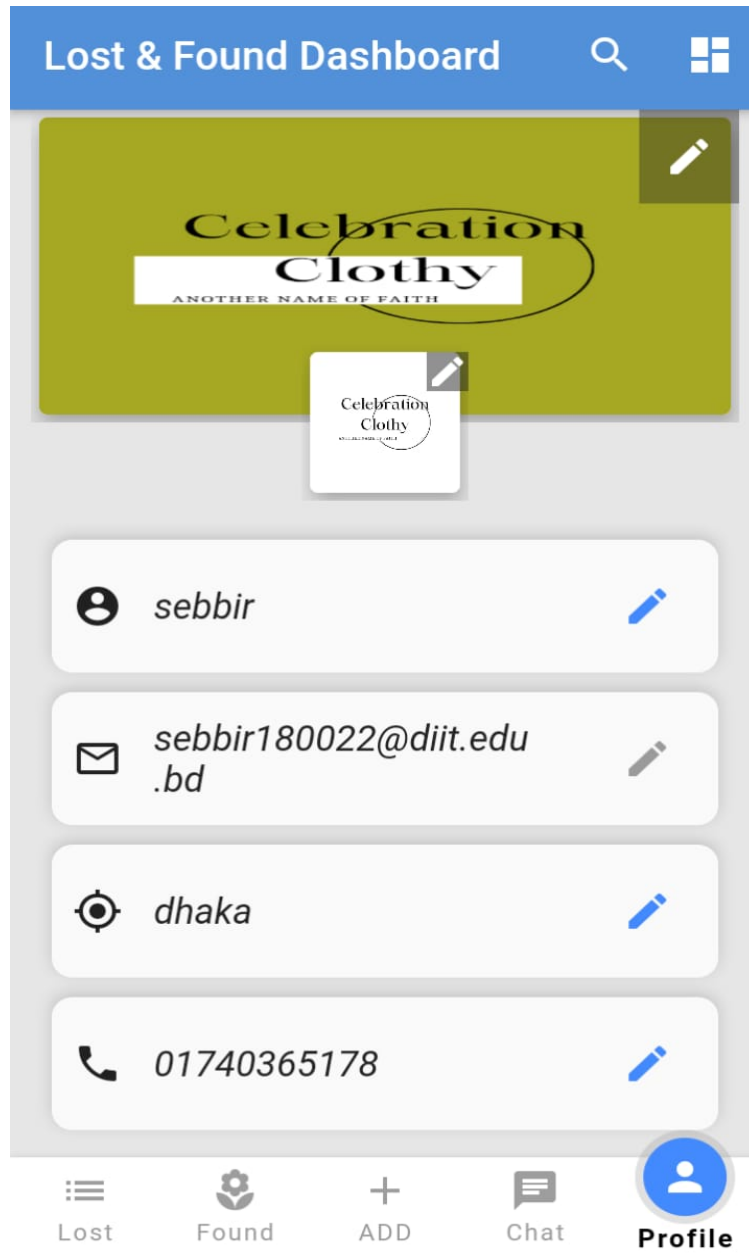 Lost & Found Dashboard
Celebration
Clothy
ANOTHER NAME OF FAITH
Celebration
Clothy
sebbir
sebbir180022@diit.edu
.bd
dhaka
01740365178
Lost
Found
ADD
Chat
Profile